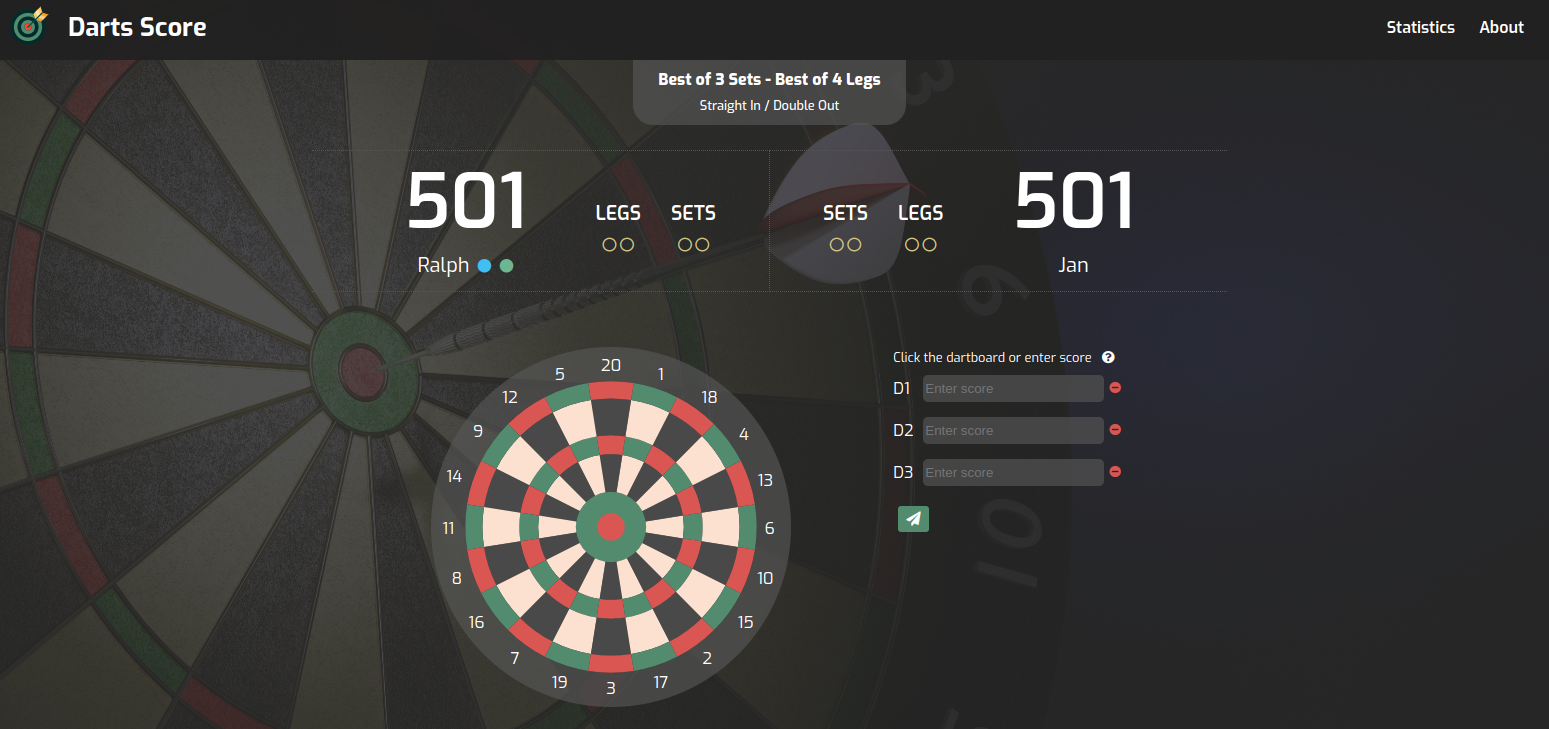 Darts Score
Statistics About
Best of 3 Sets - Best of 4 Legs
Straight In / Double Out
501
LEGS SETS
Ralph
SETS LEGS
501
Jan
20
5 1
12 18
9 4
14 13
11 6
8 10
16 15
7 2
19 17
3
Click the dartboard or enter score ?
D1 Enter score
D2 Enter score
D3 Enter score
3
6
10